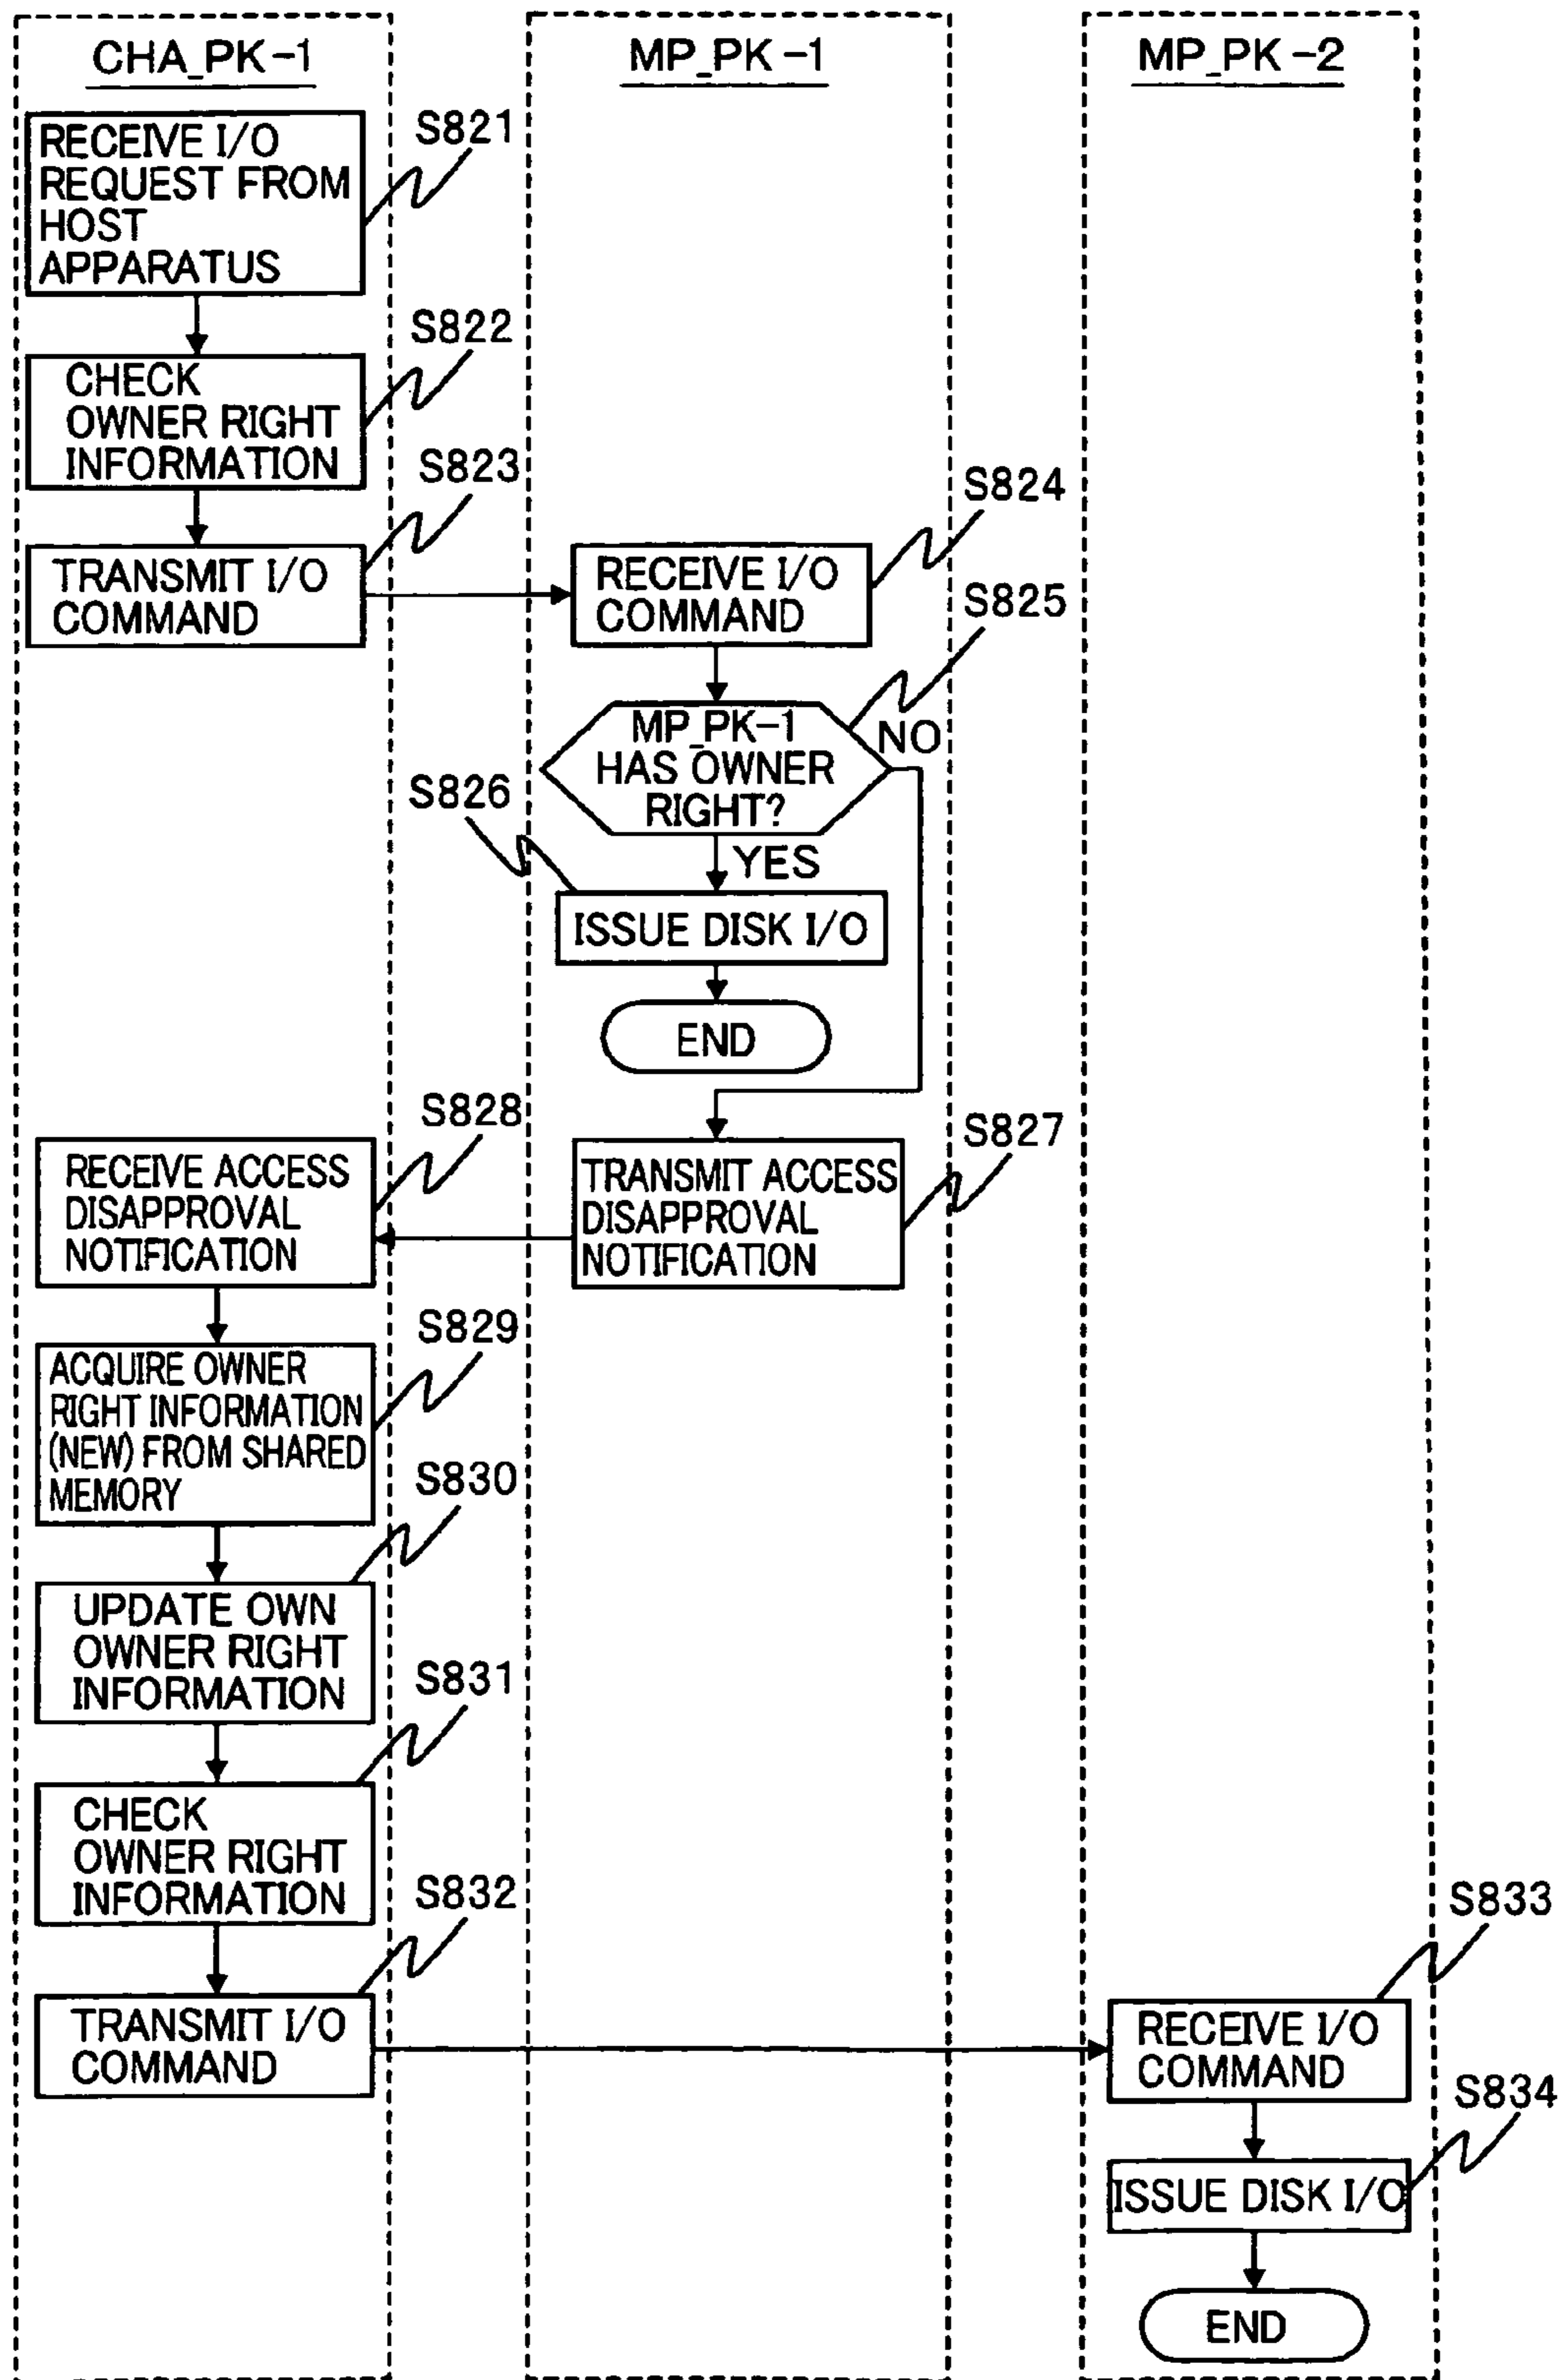 CHA_PK-1
MP_PK-1
MP_PK-2
RECEIVE I/O
REQUEST FROM
HOST
APPARATUS
S821
CHECK
OWNER RIGHT
INFORMATION
S822
TRANSMIT I/O
COMMAND
S823
RECEIVE I/O
COMMAND
S824
MP_PK-1
HAS OWNER
RIGHT?
S825
NO
YES
S826
ISSUE DISK I/O
END
TRANSMIT ACCESS
DISAPPROVAL
NOTIFICATION
S827
RECEIVE ACCESS
DISAPPROVAL
NOTIFICATION
S828
ACQUIRE OWNER
RIGHT INFORMATION
(NEW) FROM SHARED
MEMORY
S829
UPDATE OWN
OWNER RIGHT
INFORMATION
S830
CHECK
OWNER RIGHT
INFORMATION
S831
TRANSMIT I/O
COMMAND
S832
RECEIVE I/O
COMMAND
S833
ISSUE DISK I/O
S834
END